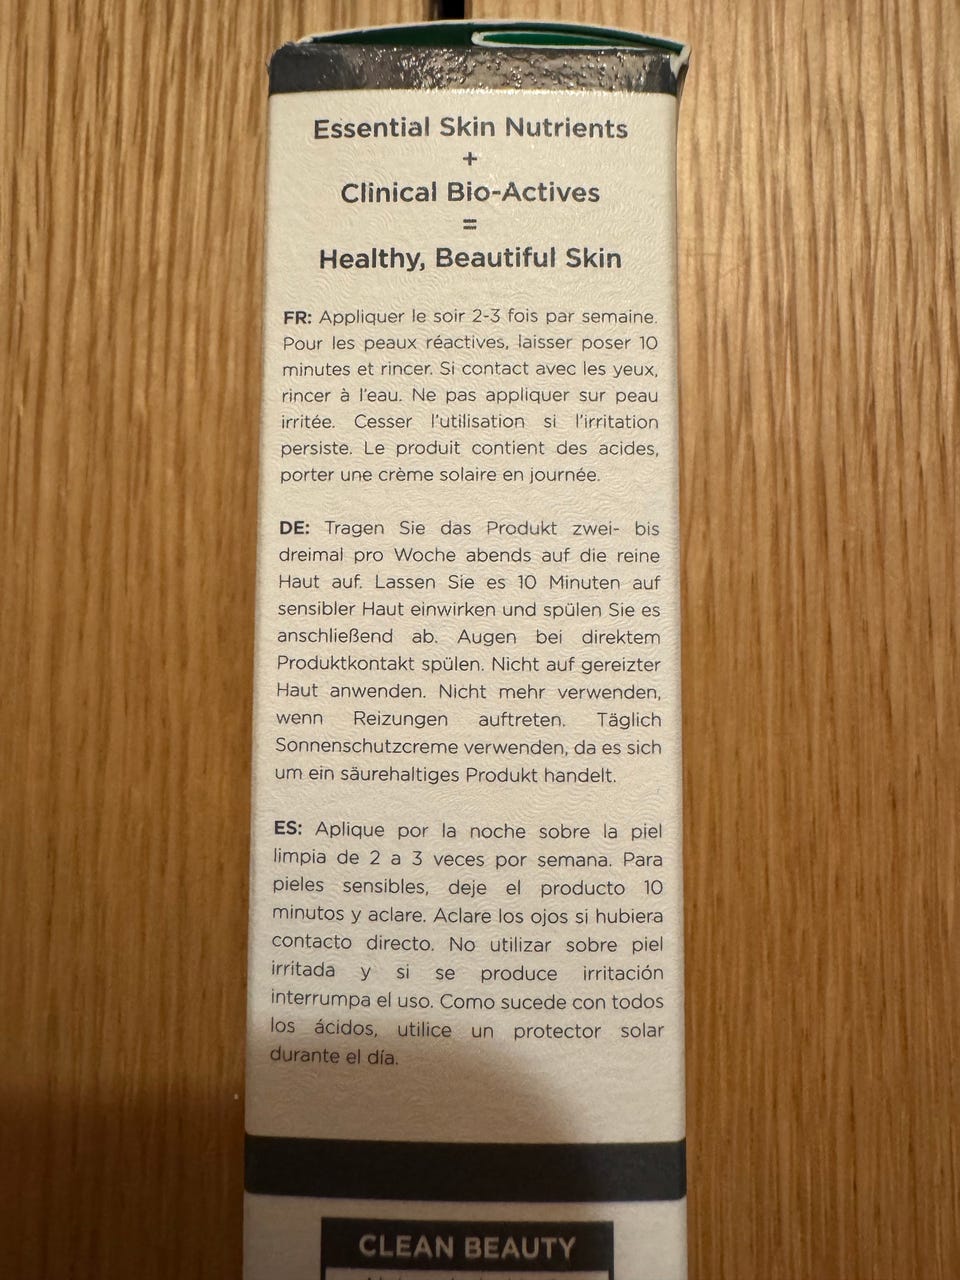 Essential Skin Nutrients
+
Clinical Bio-Actives
=
Healthy, Beautiful Skin
FR: Appliquer le soir 2-3 fois par semaine.
Pour les peaux réactives, laisser poser 10
minutes et rincer. Si contact avec les yeux,
rincer à l'eau. Ne pas appliquer sur peau
irritée. Cesser l'utilisation si l'irritation
persiste. Le produit contient des acides,
porter une crème solaire en journée.
DE: Tragen Sie das Produkt zwei- bis
dreimal pro Woche abends auf die reine
Haut auf. Lassen Sie es 10 Minuten auf
sensibler Haut einwirken und spülen Sie es
anschließend ab. Augen bei direktem
Produktkontakt spülen. Nicht auf gereizter
Haut anwenden. Nicht mehr verwenden,
wenn Reizungen auftreten. Täglich
Sonnenschutzcreme verwenden, da es sich
um ein säurehaltiges Produkt handelt.
ES: Aplique por la noche sobre la piel
limpia de 2 a 3 veces por semana. Para
pieles sensibles, deje el producto 10
minutos y aclare. Aclare los ojos si hubiera
contacto directo. No utilizar sobre piel
irritada y si se produce irritación
interrumpa el uso. Como sucede con todos
los ácidos, utilice un protector solar
durante el día.
CLEAN BEAUTY